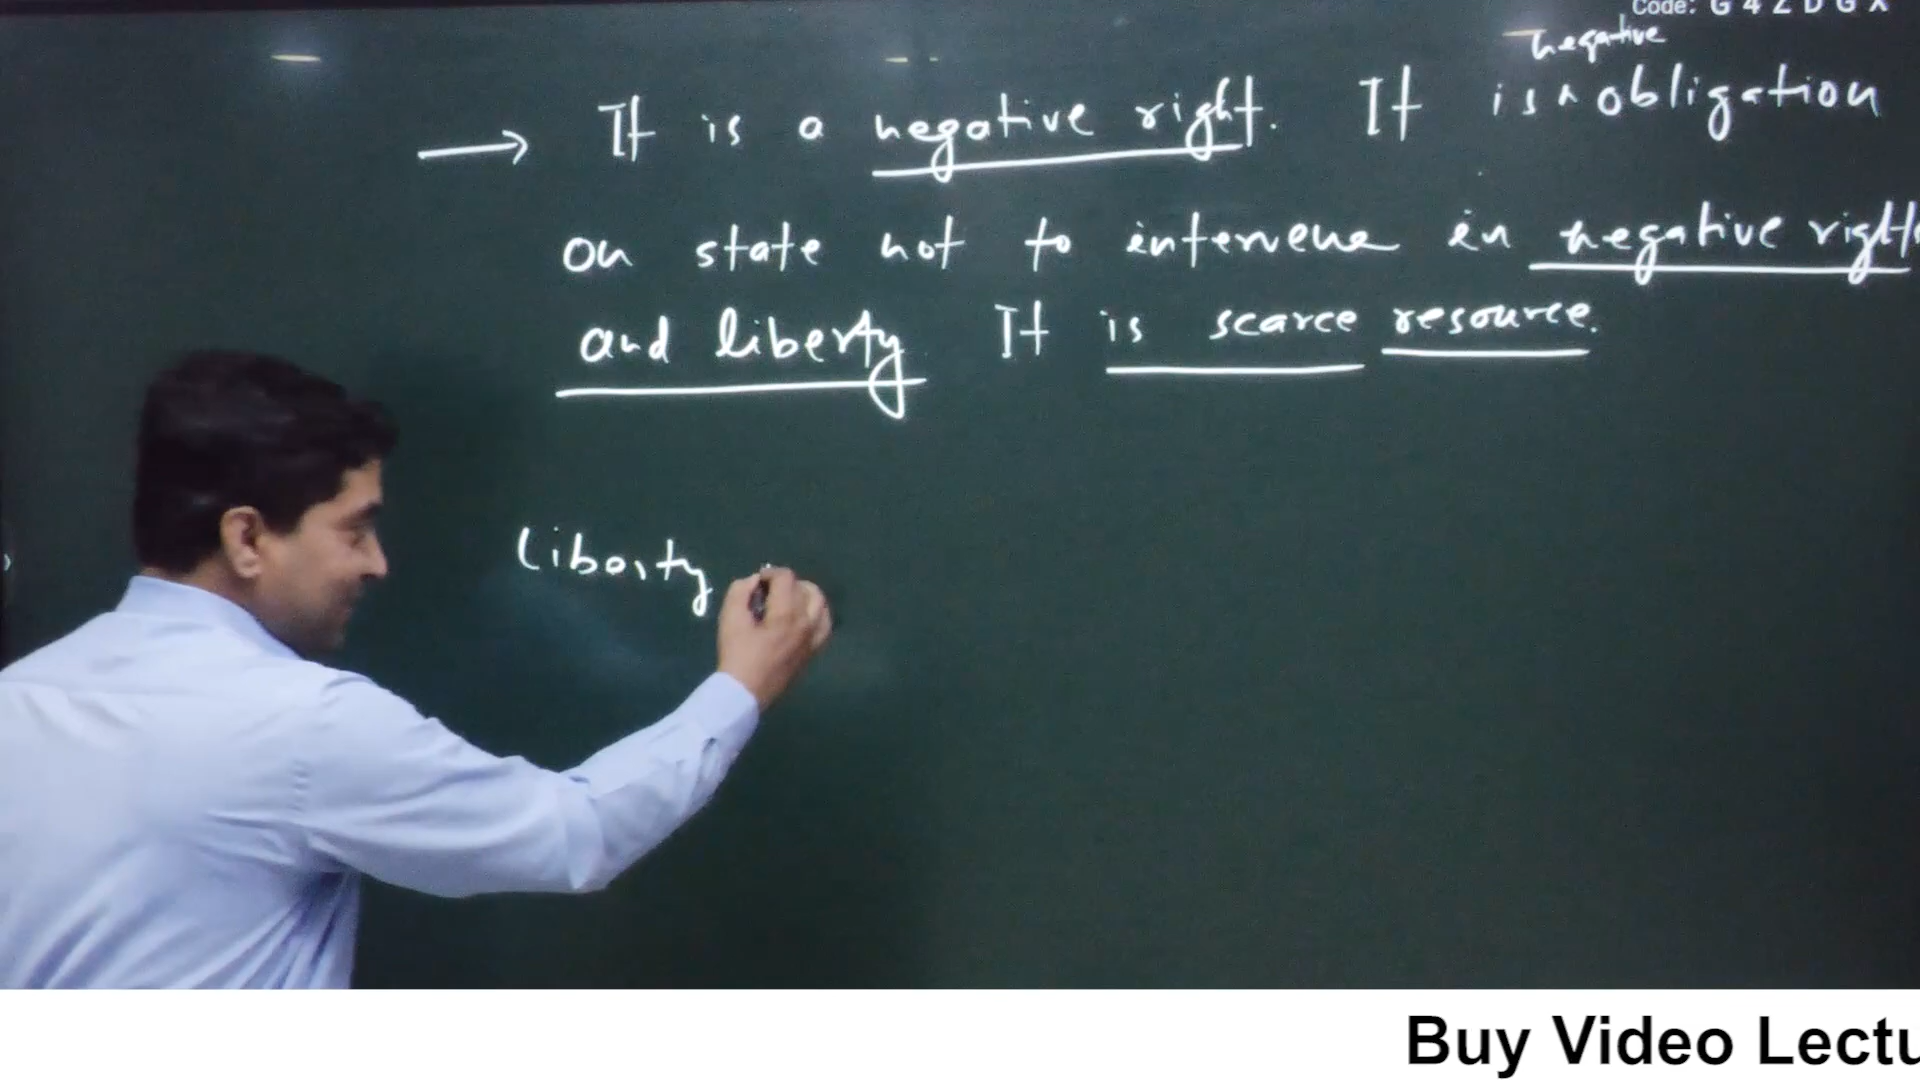 Code: G 4 Z D G X
negative
→ It is a negative right. It is ^ obligation
on state not to intervene in negative rights
and liberty It is scarce resource.
Liberty
Buy Video Lectu